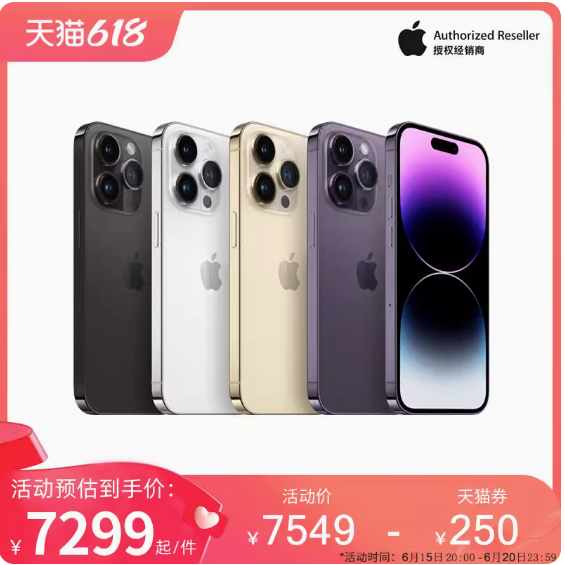 天猫618
Authorized Reseller
授权经销商
活动预估到手价：
¥7299起/件
活动价
¥7549
-
天猫券
¥250
*活动时间：6月15日20:00-6月20日23:59